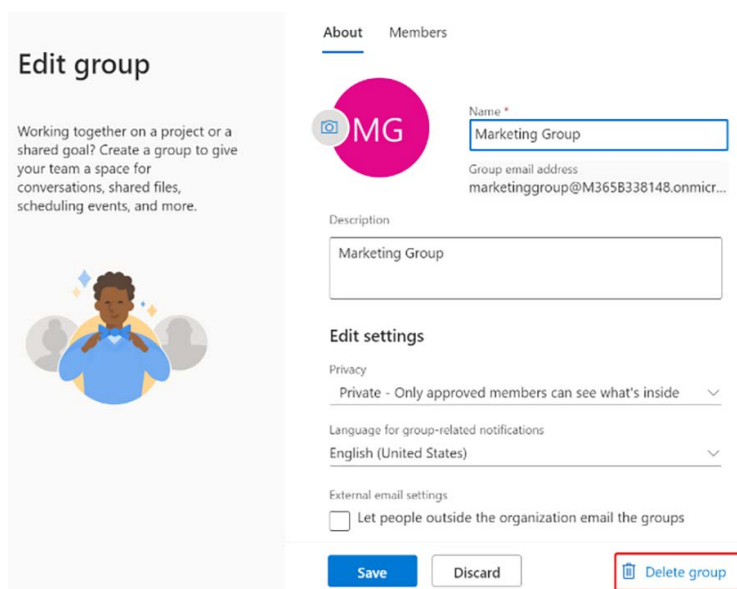 Edit group
Working together on a project or a
shared goal? Create a group to give
your team a space for
conversations, shared files,
scheduling events, and more.
About Members
MG
Name *
Marketing Group
Group email address
marketinggroup@M365B338148.onmicr...
Description
Marketing Group
Edit settings
Privacy
Private - Only approved members can see what's inside
Language for group-related notifications
English (United States)
External email settings
Let people outside the organization email the groups
Save Discard Delete group